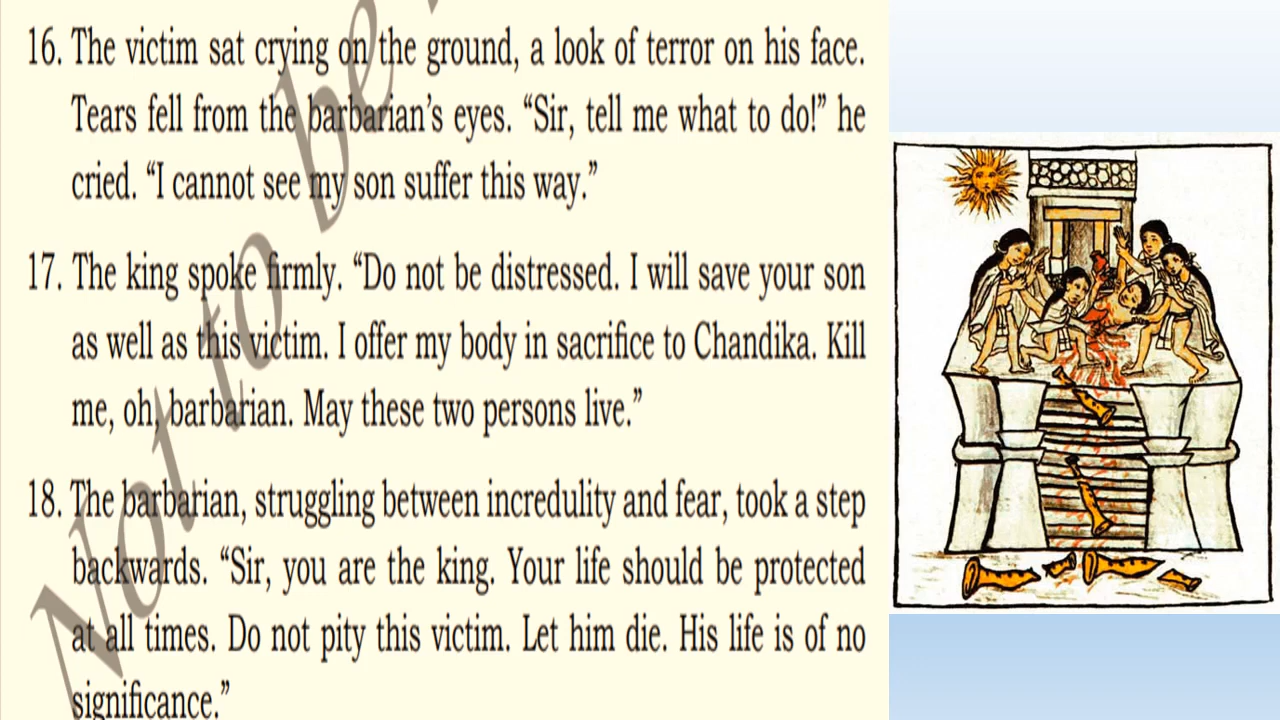 16. The victim sat crying on the ground, a look of terror on his face.
Tears fell from the barbarian's eyes. “Sir, tell me what to do!” he
cried. “I cannot see my son suffer this way.”
17. The king spoke firmly. “Do not be distressed. I will save your son
as well as this victim. I offer my body in sacrifice to Chandika. Kill
me, oh, barbarian. May these two persons live.”
18. The barbarian, struggling between incredulity and fear, took a step
backwards. “Sir, you are the king. Your life should be protected
at all times. Do not pity this victim. Let him die. His life is of no
significance.”
Not to be